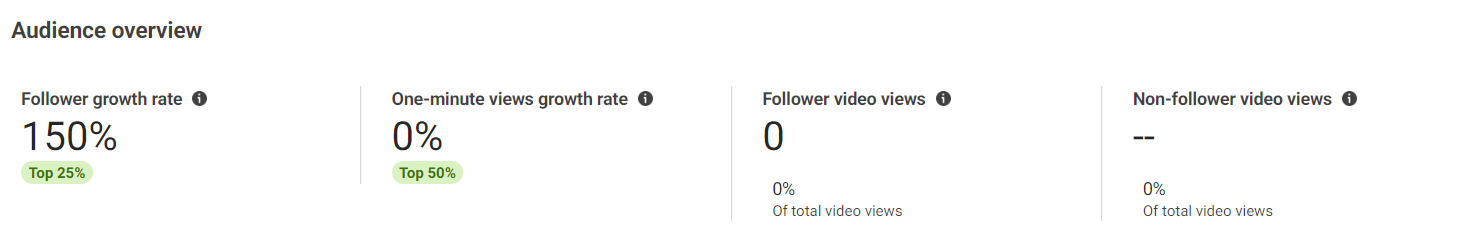 Audience overview
Follower growth rate
150%
Top 25%
One-minute views growth rate
0%
Top 50%
Follower video views
0
0%
Of total video views
Non-follower video views
--
0%
Of total video views